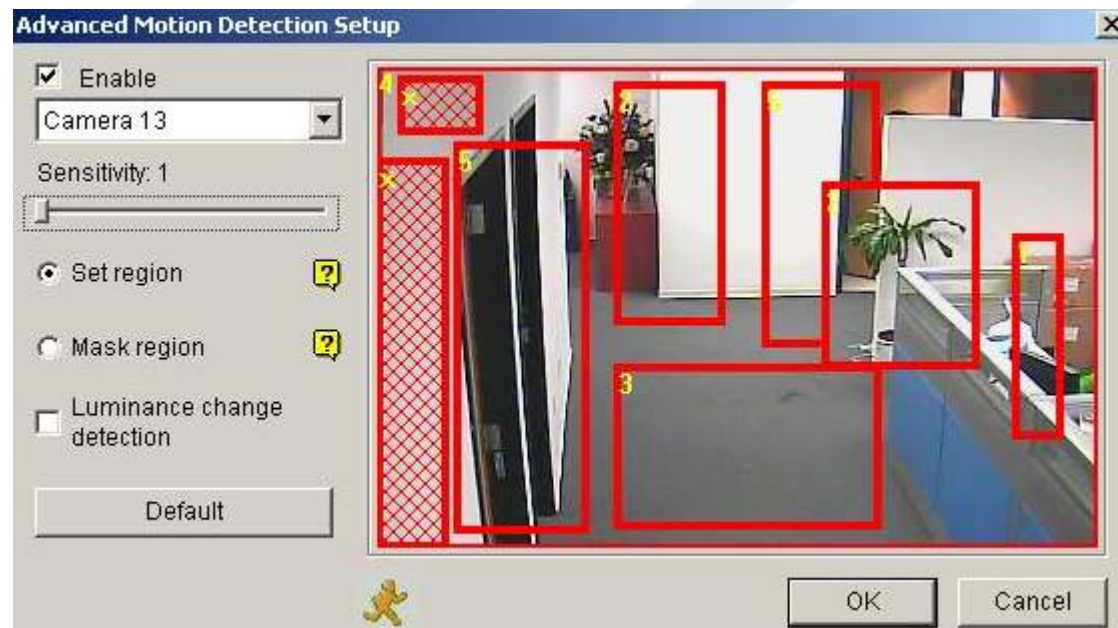 Advanced Motion Detection Setup
Enable
Camera 13
Sensitivity: 1
Set region
?
Mask region
?
Luminance change
detection
Default
4
x
x
5
3
OK
Cancel